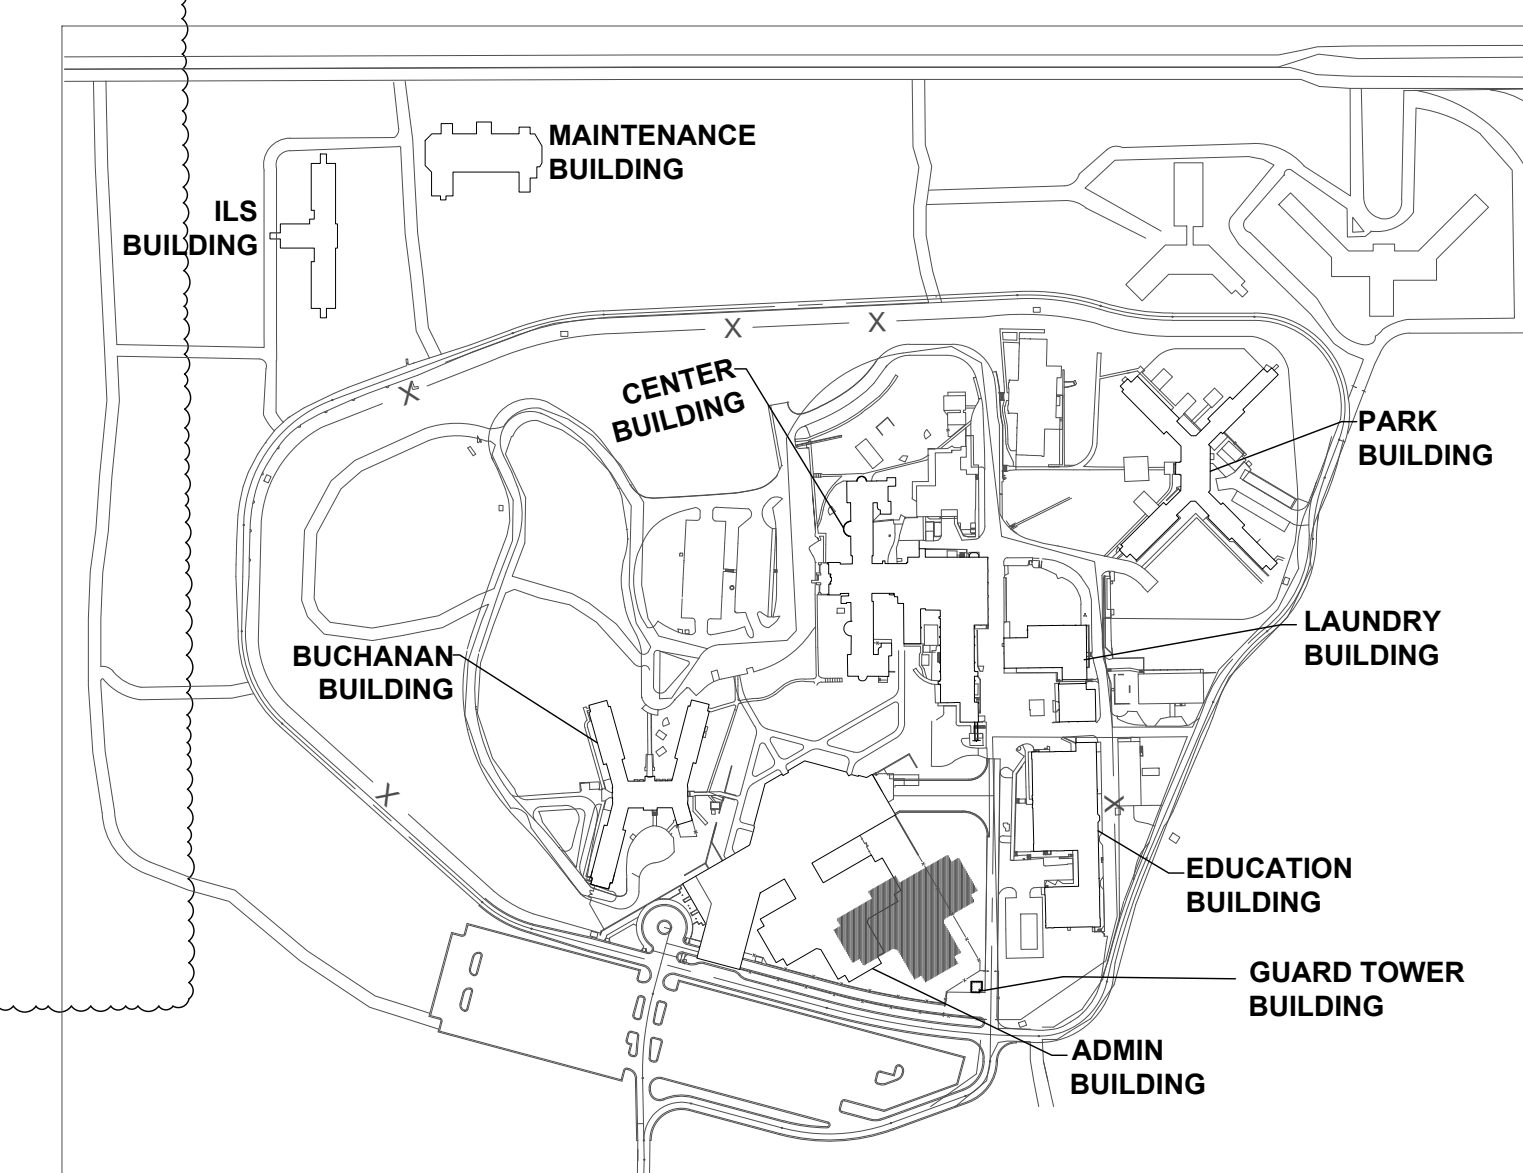 MAINTENANCE
BUILDING
ILS
BUILDING
CENTER
BUILDING
PARK
BUILDING
LAUNDRY
BUILDING
BUCHANAN
BUILDING
EDUCATION
BUILDING
GUARD TOWER
BUILDING
ADMIN
BUILDING
X
X
X
X
X